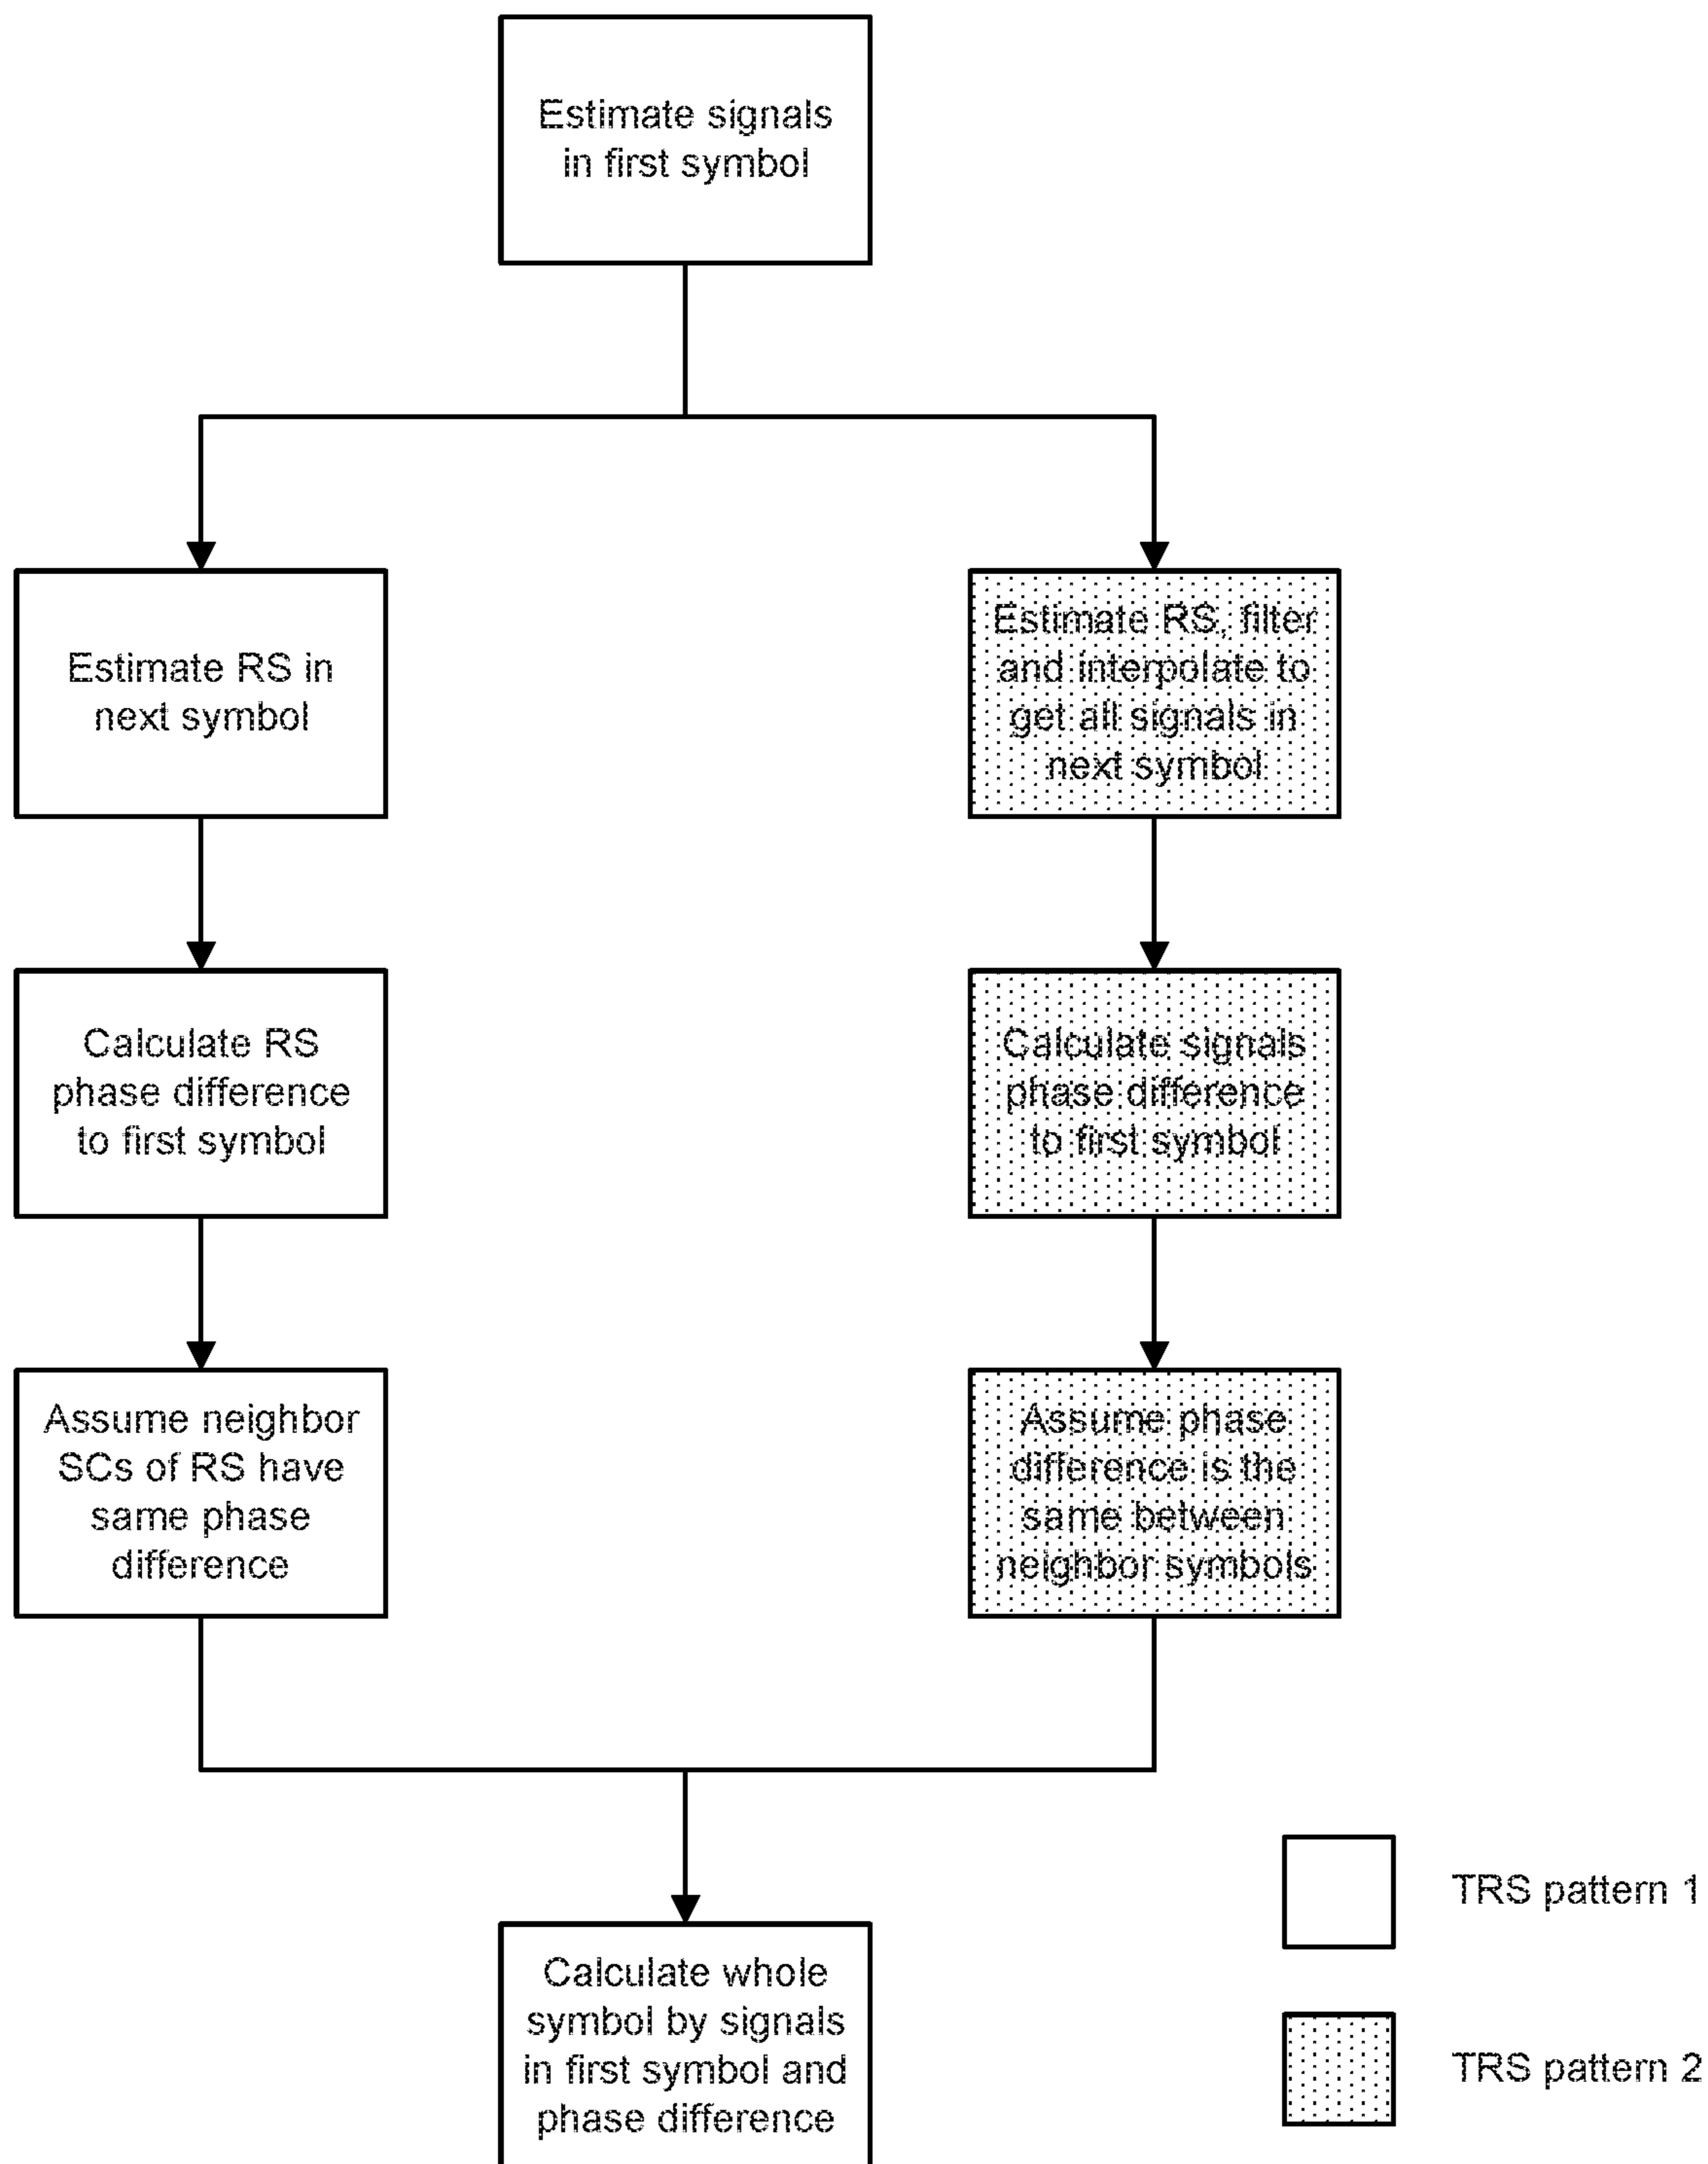 Estimate signals
in first symbol
Estimate RS in
next symbol
Estimate RS, filter
and interpolate to
get all signals in
next symbol
Calculate RS
phase difference
to first symbol
Calculate signals
phase difference
to first symbol
Assume neighbor
SCs of RS have
same phase
difference
Assume phase
difference is the
same between
neighbor symbols
Calculate whole
symbol by signals
in first symbol and
phase difference
TRS pattern 1
TRS pattern 2